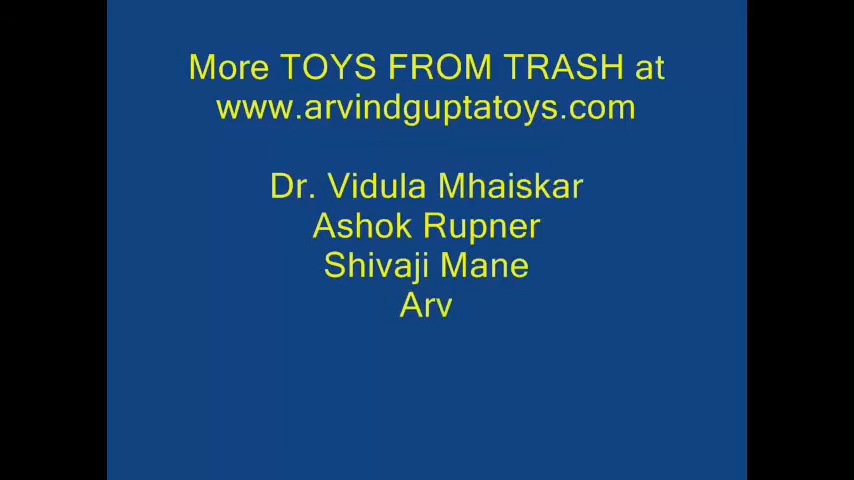 More TOYS FROM TRASH at
www.arvindguptatoys.com
Dr. Vidula Mhaiskar
Ashok Rupner
Shivaji Mane
Arv